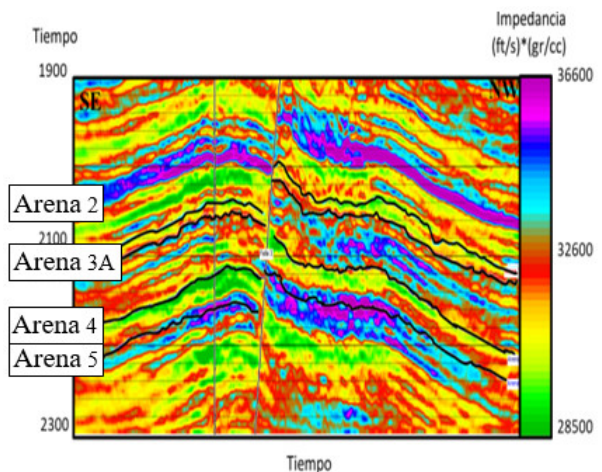 Impedancia
(ft/s)*(gr/cc)
Tiempo
1900
36600
SE
NW
Arena 2
2100
Arena 3A
32600
Arena 4
Arena 5
2300
28500
Tiempo